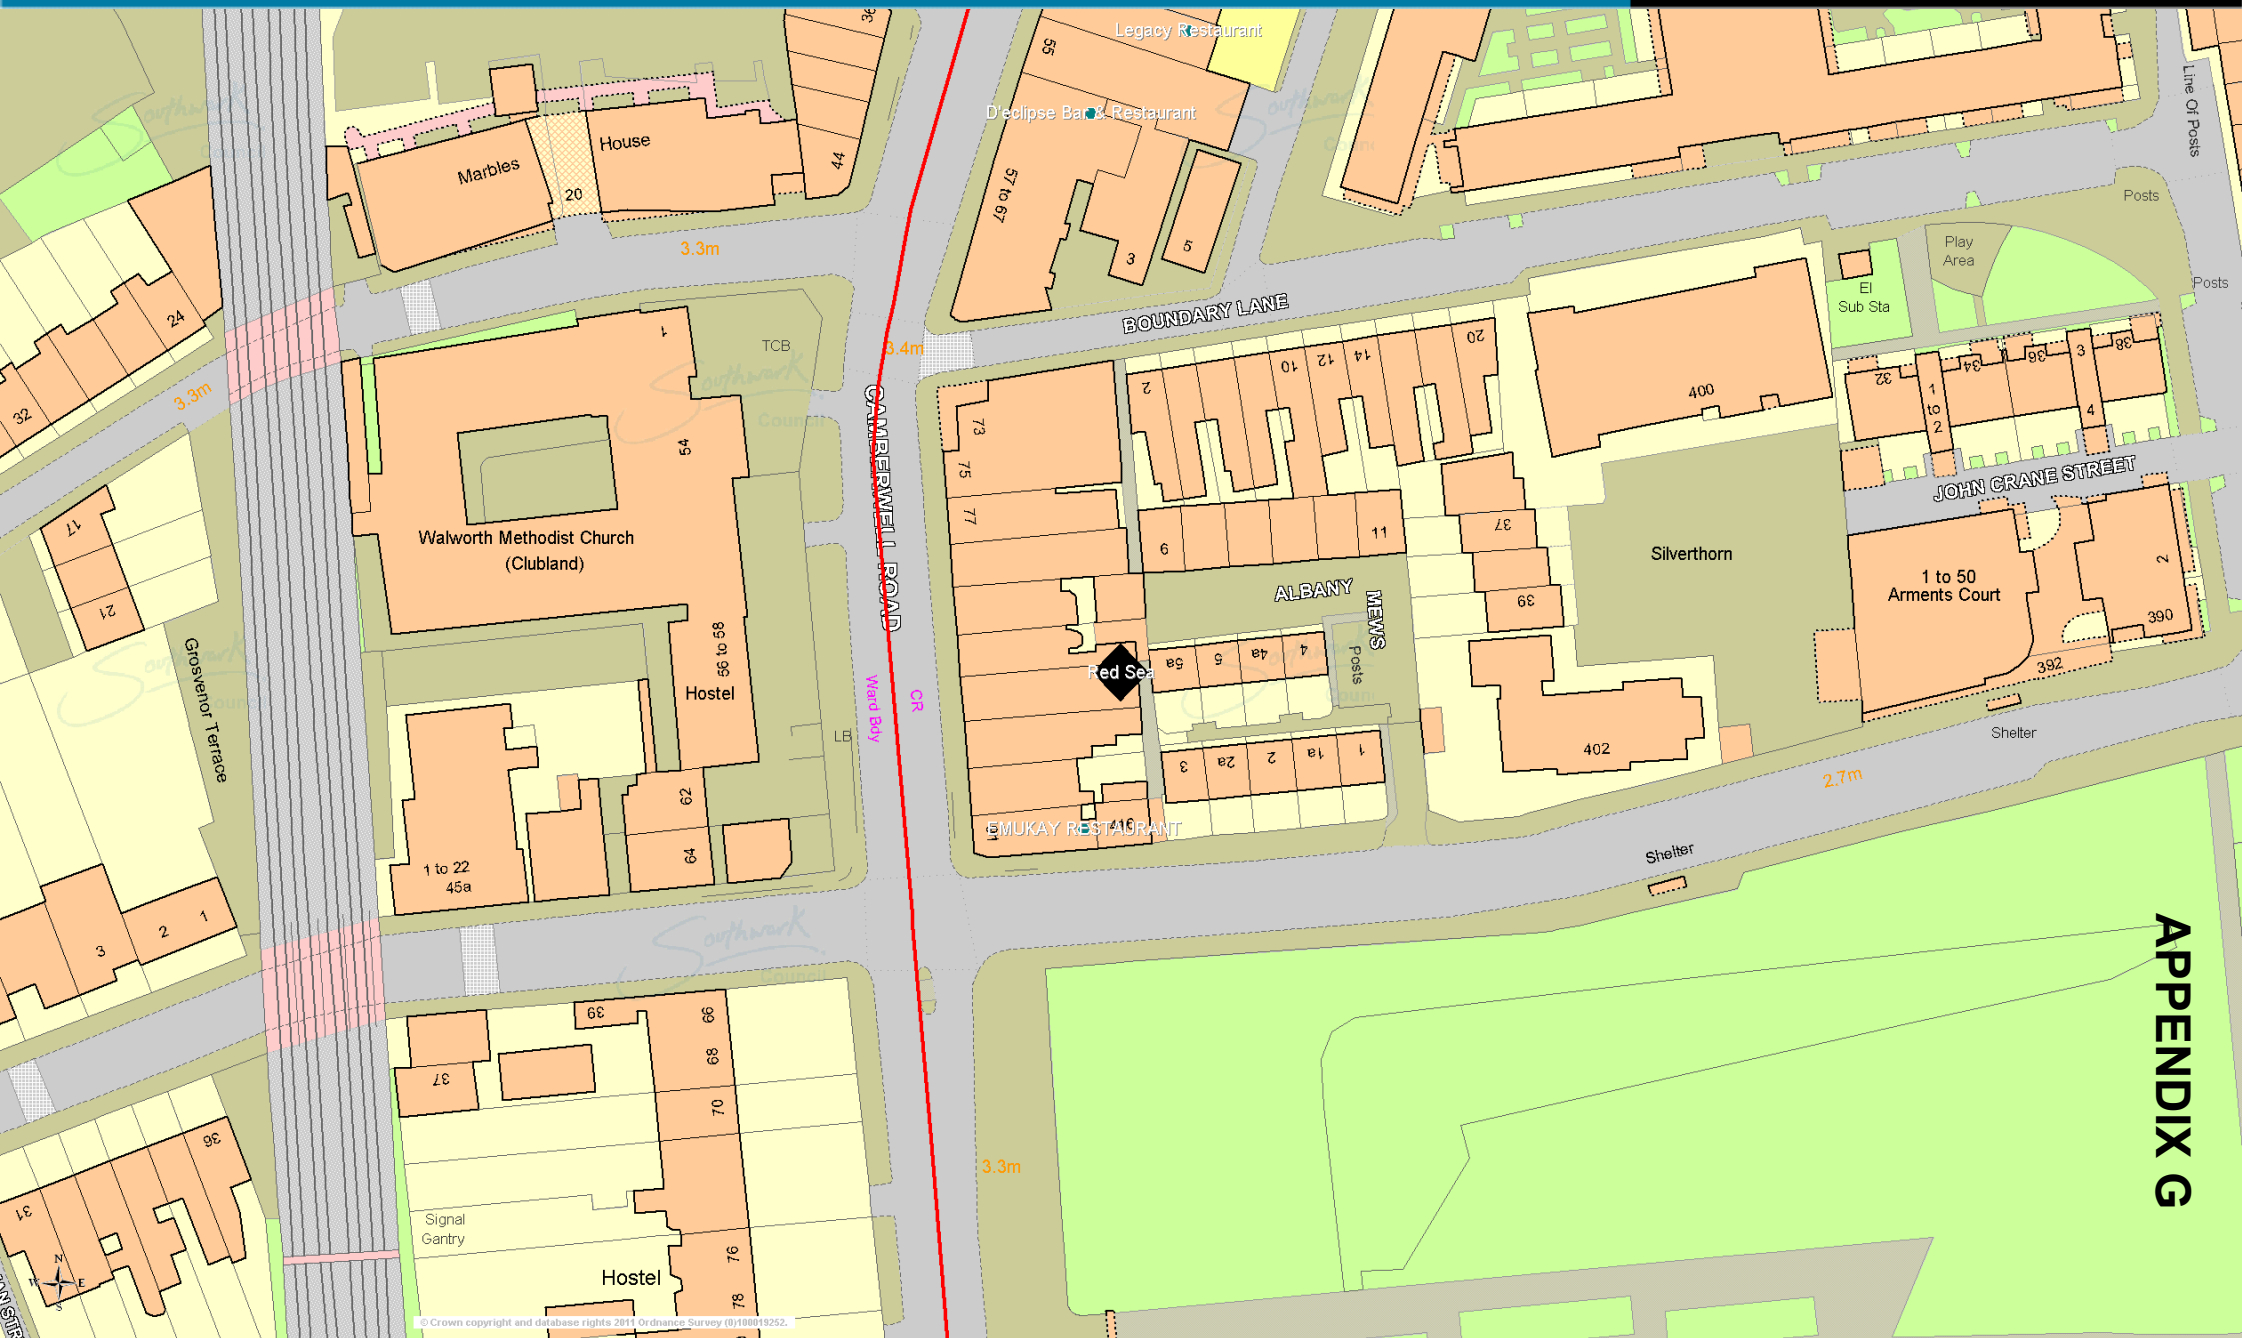 36
Legacy Restaurant
55
D'eclipse Bar & Restaurant
Line Of Posts
Marbles
House
20
44
57 to 67
3
5
Posts
Play
Area
Posts
El
Sub Sta
3.3m
24
32
3.3m
BOUNDARY LANE
3.4m
TCB
1
54
CAMBERWELL ROAD
73
75
77
2
10
12
14
20
400
32
1
to
2
34
36
3
4
38
JOHN CRANE STREET
17
21
Walworth Methodist Church
(Clubland)
6
11
37
39
Silverthorn
1 to 50
Arments Court
2
390
392
ALBANY
MEWS
Posts
Grosvenor Terrace
56 to 58
Hostel
Ward Bdy
CR
Red Sea
5a
5
4a
4
402
Shelter
2.7m
LB
62
64
3
2a
2
1a
1
EMUKAY RESTAURANT
416
101
Shelter
1 to 22
45a
3
2
1
39
66
68
37
70
APPENDIX G
3.3m
36
31
Signal
Gantry
76
Hostel
78
N
W
E
S
Southwark
Council
© Crown copyright and database rights 2011 Ordnance Survey (0)100019252.